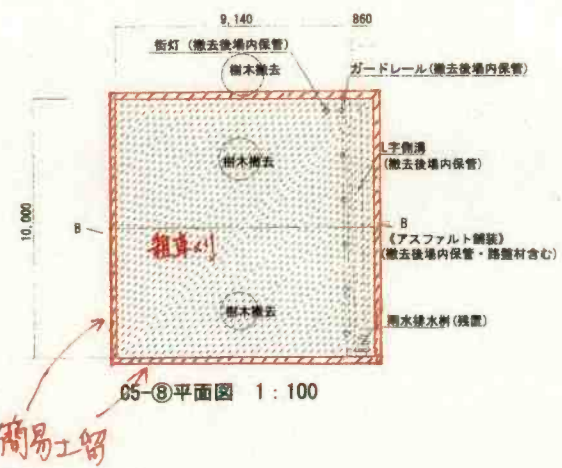 9,140
860
街灯（撤去後場内保管）
樹木撤去
ガードレール(撤去後場内保管)
樹木撤去
L字側溝
(撤去後場内保管)
10,000
B
B
粗草刈
《アスファルト舗装》
(撤去後場内保管・路盤材含む)
樹木撤去
雨水排水桝(残置)
C5-⑧平面図 1:100
簡易土留